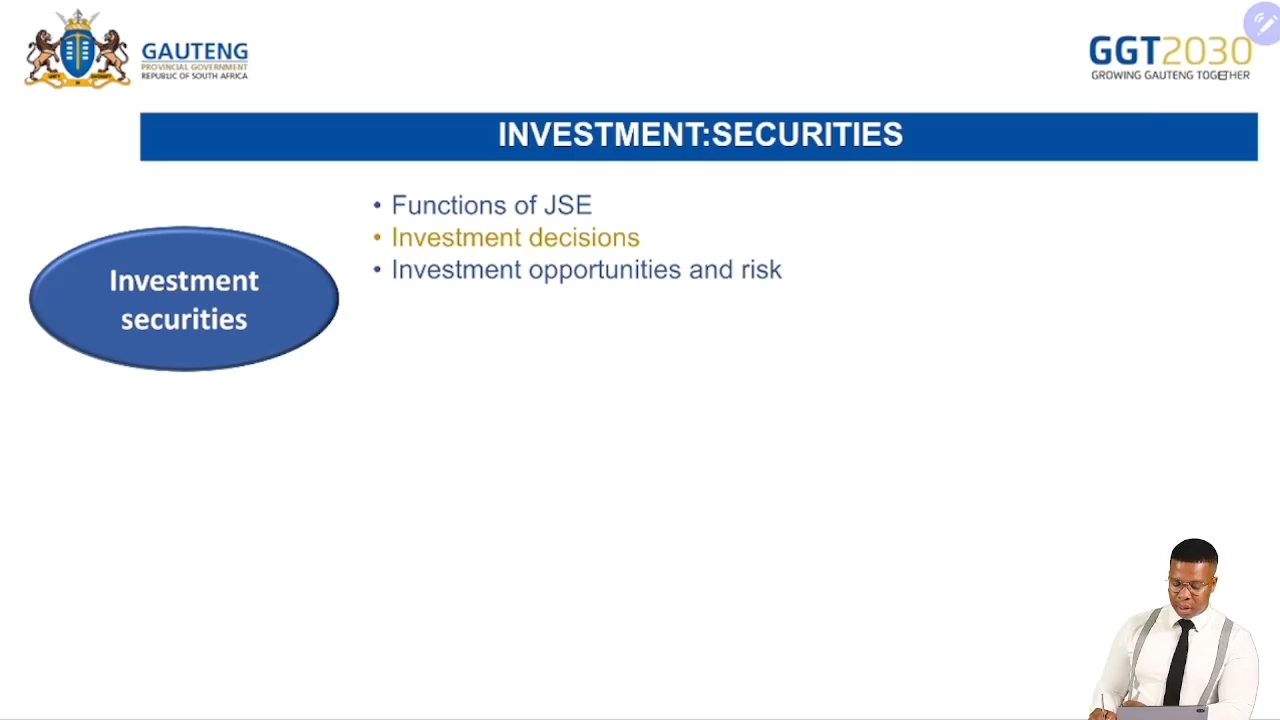 GAUTENG
PROVINCIAL GOVERNMENT
REPUBLIC OF SOUTH AFRICA
GGT2030
GROWING GAUTENG TOGETHER
INVESTMENT:SECURITIES
• Functions of JSE
• Investment decisions
• Investment opportunities and risk
Investment
securities